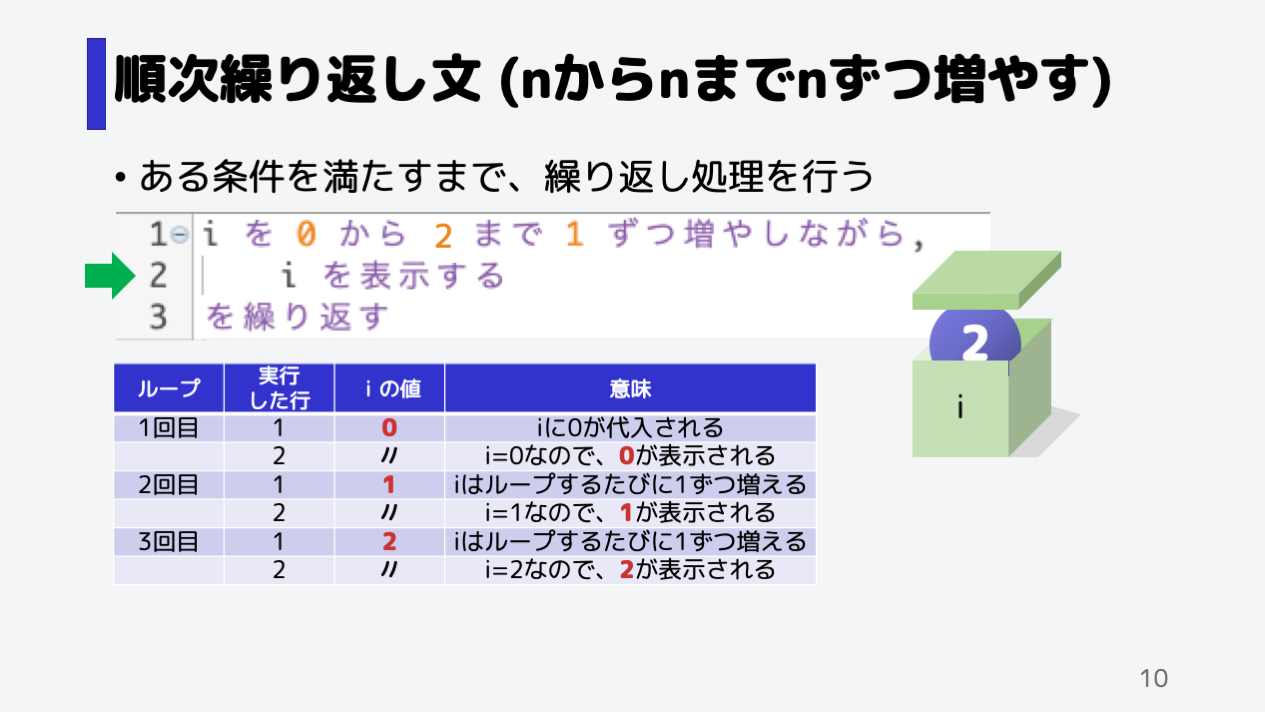 順次繰り返し文 (nからnまでnずつ増やす)
• ある条件を満たすまで、繰り返し処理を行う
1 i を 0 から 2 まで 1 ずつ増やしながら,
2 i を表示する
3 を繰り返す
2
i
ループ 実行した行 i の値 意味
1回目 1 0 iに0が代入される
2 〃 i=0なので、0が表示される
2回目 1 1 iはループするたびに1ずつ増える
2 〃 i=1なので、1が表示される
3回目 1 2 iはループするたびに1ずつ増える
2 〃 i=2なので、2が表示される
10